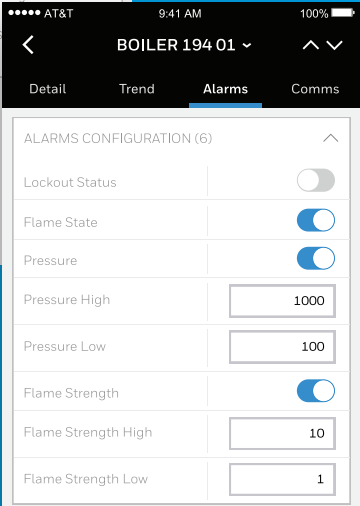 AT&T 9:41 AM 100%
BOILER 194 01
Detail Trend Alarms Comms
ALARMS CONFIGURATION (6)
Lockout Status
Flame State
Pressure
Pressure High 1000
Pressure Low 100
Flame Strength
Flame Strength High 10
Flame Strength Low 1